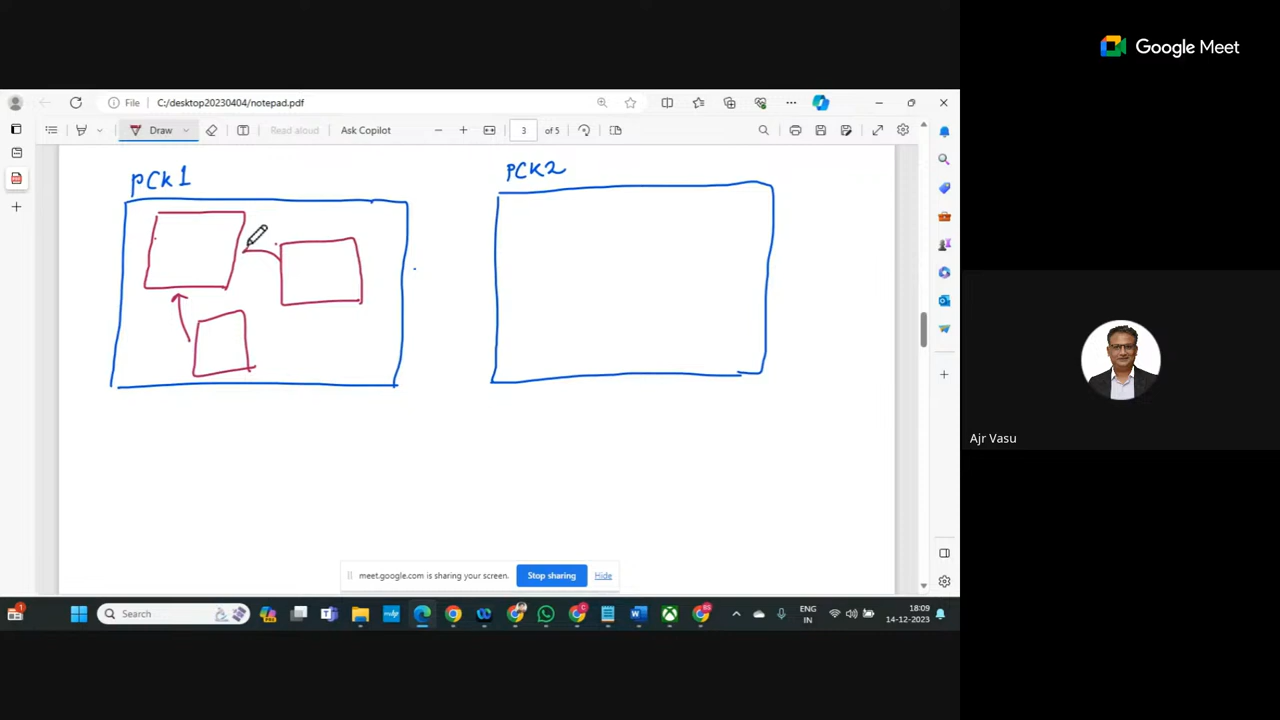 Google Meet
File C:/desktop20230404/notepad.pdf
Draw Read aloud Ask Copilot 3 of 5
PCK1
PCK2
Ajr Vasu
meet.google.com is sharing your screen. Stop sharing Hide
Search
ENG
IN
18:09
14-12-2023